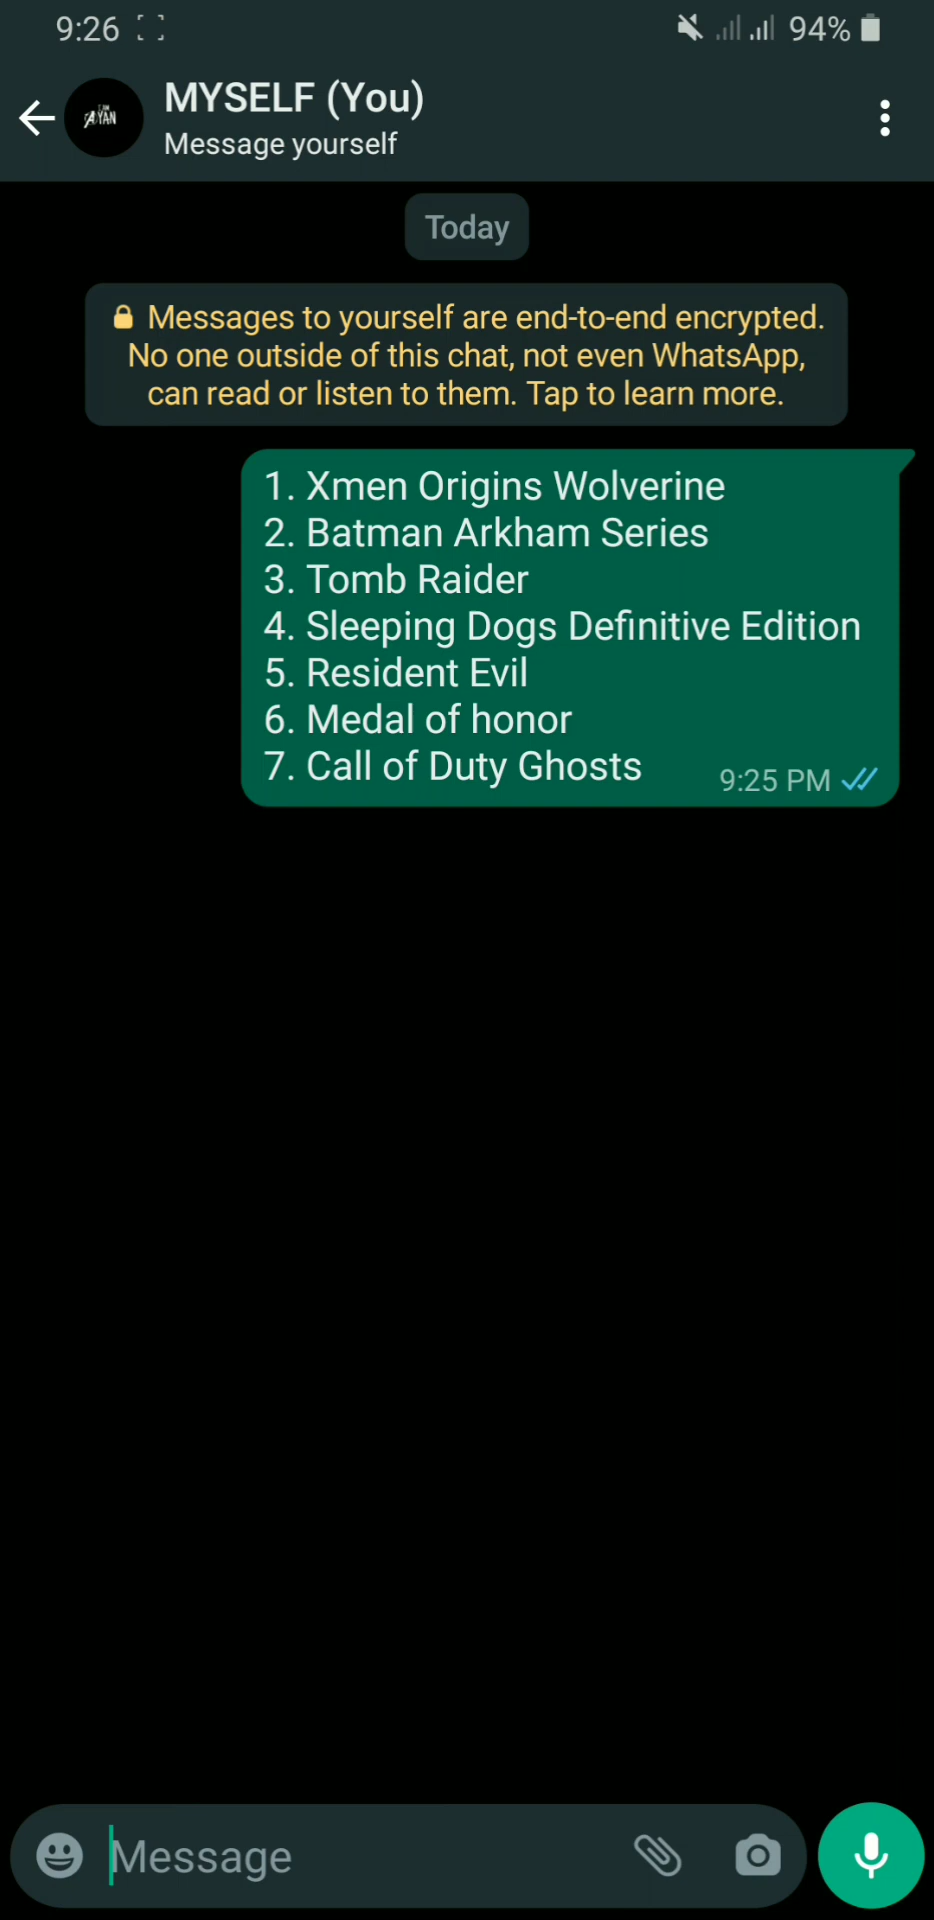 9:26 94%
MYSELF (You)
I AM
AYAN
Message yourself
Today
Messages to yourself are end-to-end encrypted.
No one outside of this chat, not even WhatsApp,
can read or listen to them. Tap to learn more.
1. Xmen Origins Wolverine
2. Batman Arkham Series
3. Tomb Raider
4. Sleeping Dogs Definitive Edition
5. Resident Evil
6. Medal of honor
7. Call of Duty Ghosts
9:25 PM
Message